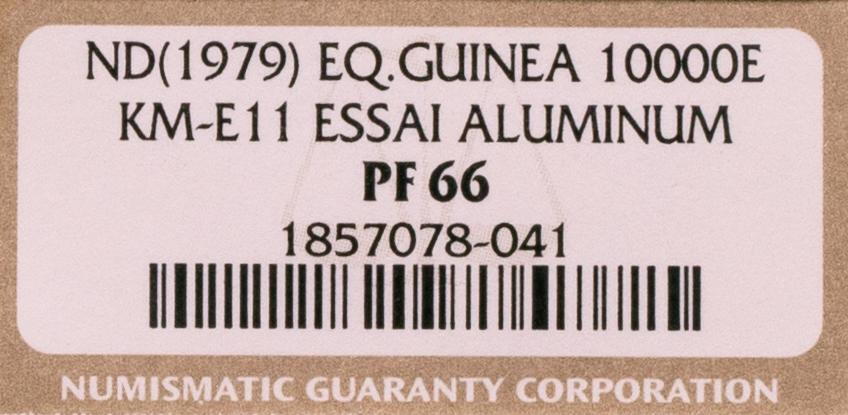 ND(1979) EQ.GUINEA 10000E
KM-E11 ESSAI ALUMINUM
PF 66
1857078-041
NUMISMATIC GUARANTY CORPORATION